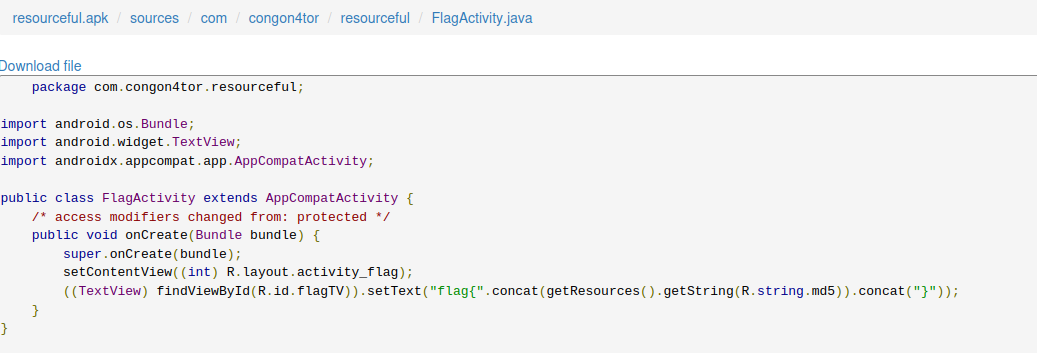 resourceful.apk / sources / com / congon4tor / resourceful / FlagActivity.java
Download file
package com.congon4tor.resourceful;
import android.os.Bundle;
import android.widget.TextView;
import androidx.appcompat.app.AppCompatActivity;
public class FlagActivity extends AppCompatActivity {
/* access modifiers changed from: protected */
public void onCreate(Bundle bundle) {
super.onCreate(bundle);
setContentView((int) R.layout.activity_flag);
((TextView) findViewById(R.id.flagTV)).setText("flag{".concat(getResources().getString(R.string.md5)).concat("}"));
}
}